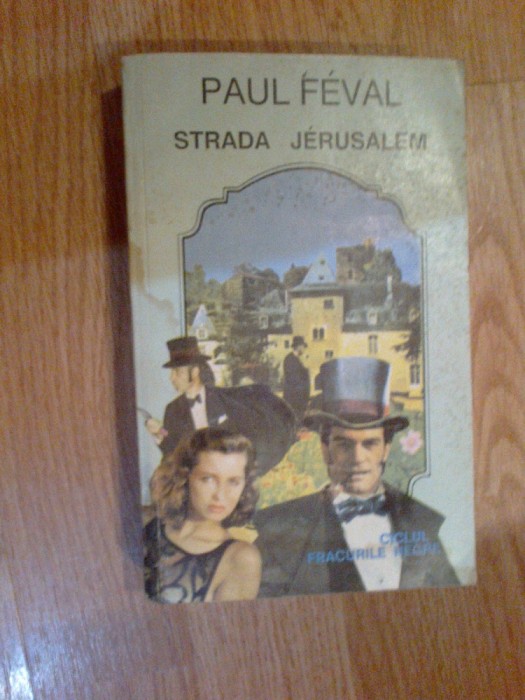 PAUL FÉVAL
STRADA JÉRUSALEM
CICLUL
FRACURILE NEGRE